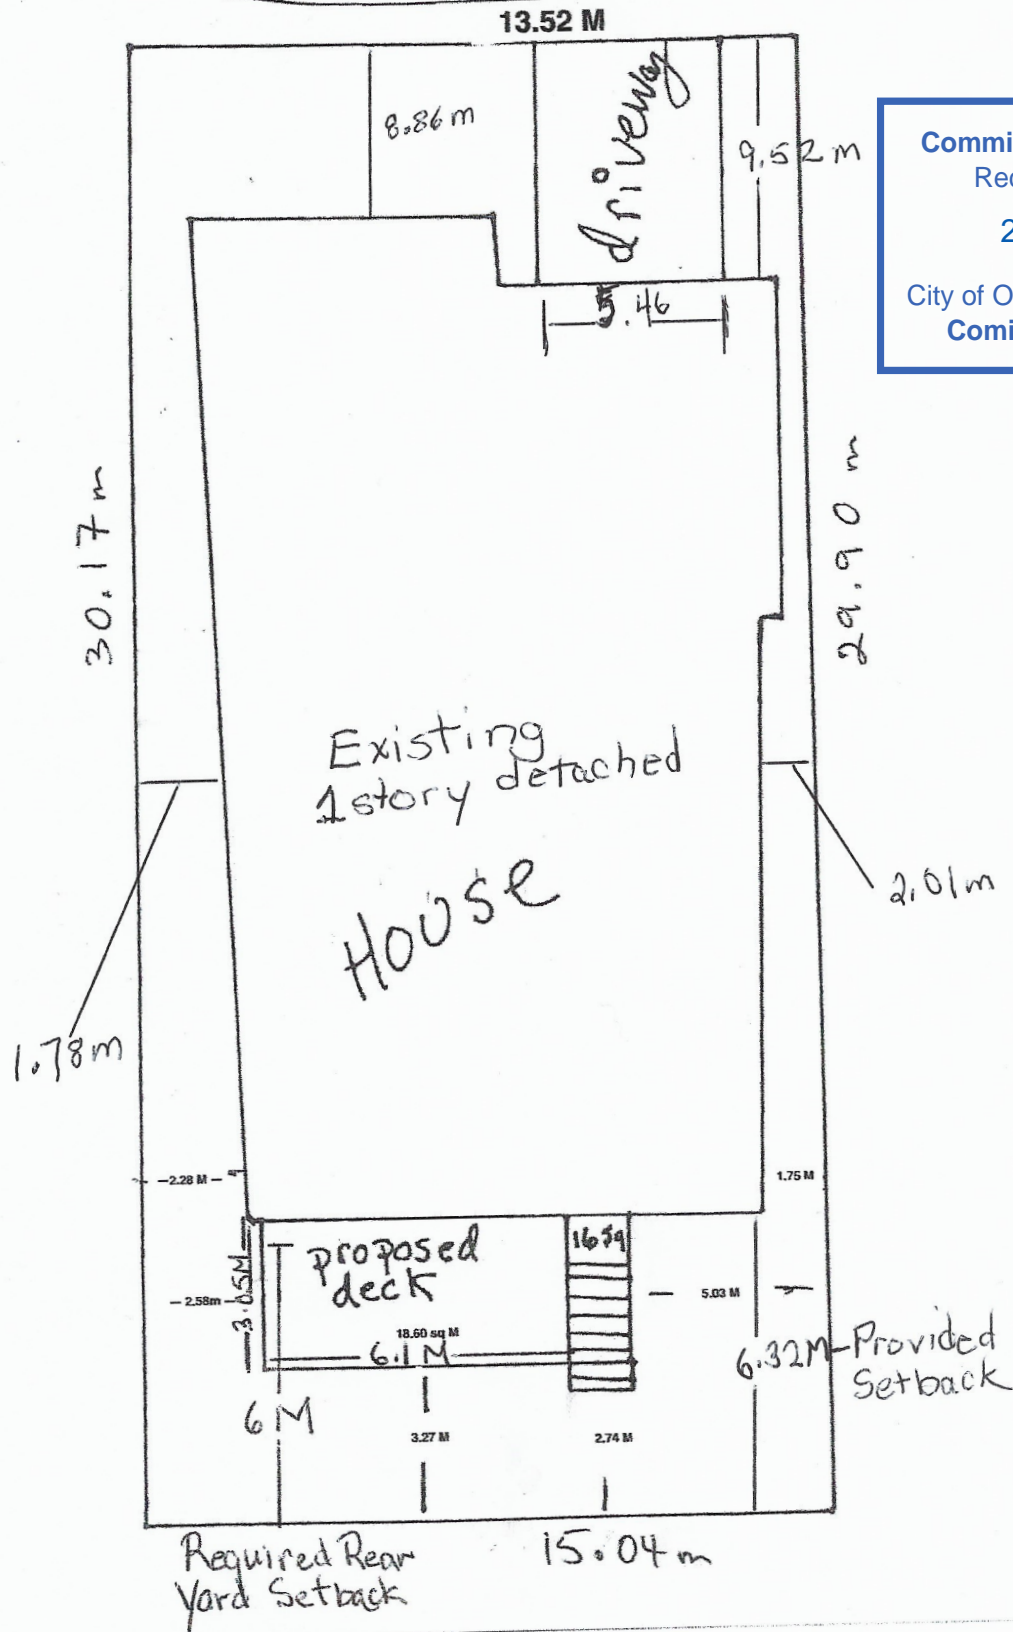 13.52 M
8.86 m
driveway
9.52 m
Commi
Rec
2
City of O
Comi
5.46
30.17 m
29.90 m
Existing
1 story detached
House
2.01m
1.78m
2.28 M
1.75 M
proposed
deck
16 sq
3.05M
2.58m
5.03 M
18.60 sq M
6.1 M
6.32M Provided
Setback
6 M
3.27 M
2.74 M
Required Rear
Yard Setback
15.04 m